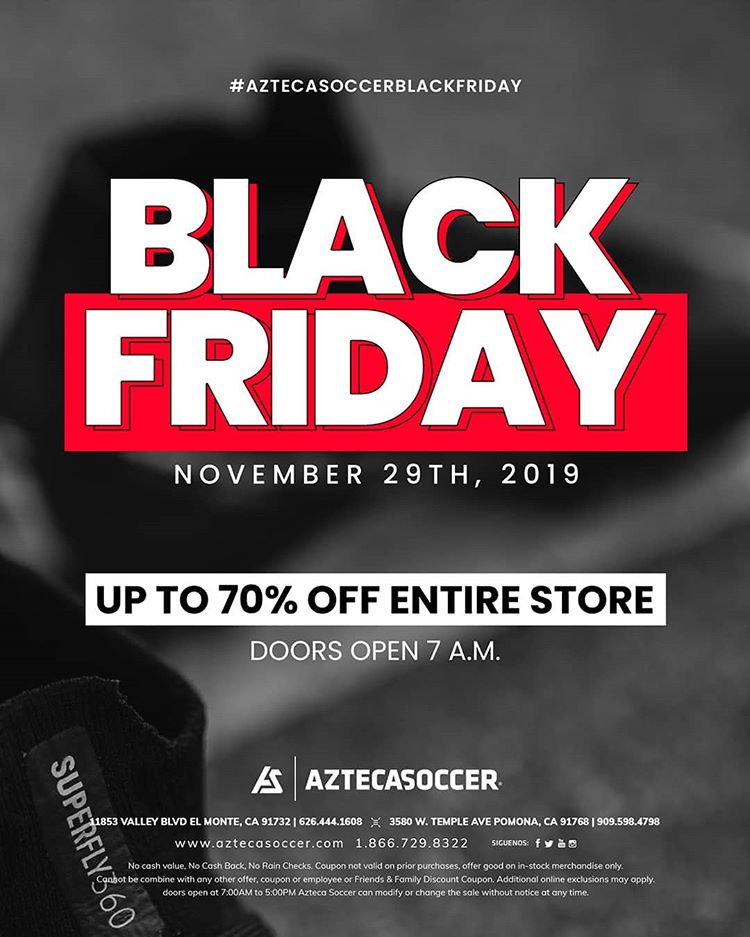 #AZTECASOCCERBLACKFRIDAY
BLACK
FRIDAY
NOVEMBER 29TH, 2019
UP TO 70% OFF ENTIRE STORE
DOORS OPEN 7 A.M.
AZTECASOCCER
11853 VALLEY BLVD EL MONTE, CA 91732 | 626.444.1608 3580 W. TEMPLE AVE POMONA, CA 91768 | 909.598.4798
www.aztecasoccer.com 1.866.729.8322 SIGUENOS:
No cash value, No Cash Back, No Rain Checks. Coupon not valid on prior purchases, offer good on in-stock merchandise only.
Cannot be combine with any other offer, coupon or employee or Friends & Family Discount Coupon. Additional online exclusions may apply.
doors open at 7:00AM to 5:00PM Azteca Soccer can modify or change the sale without notice at any time.
SUPERFLY360